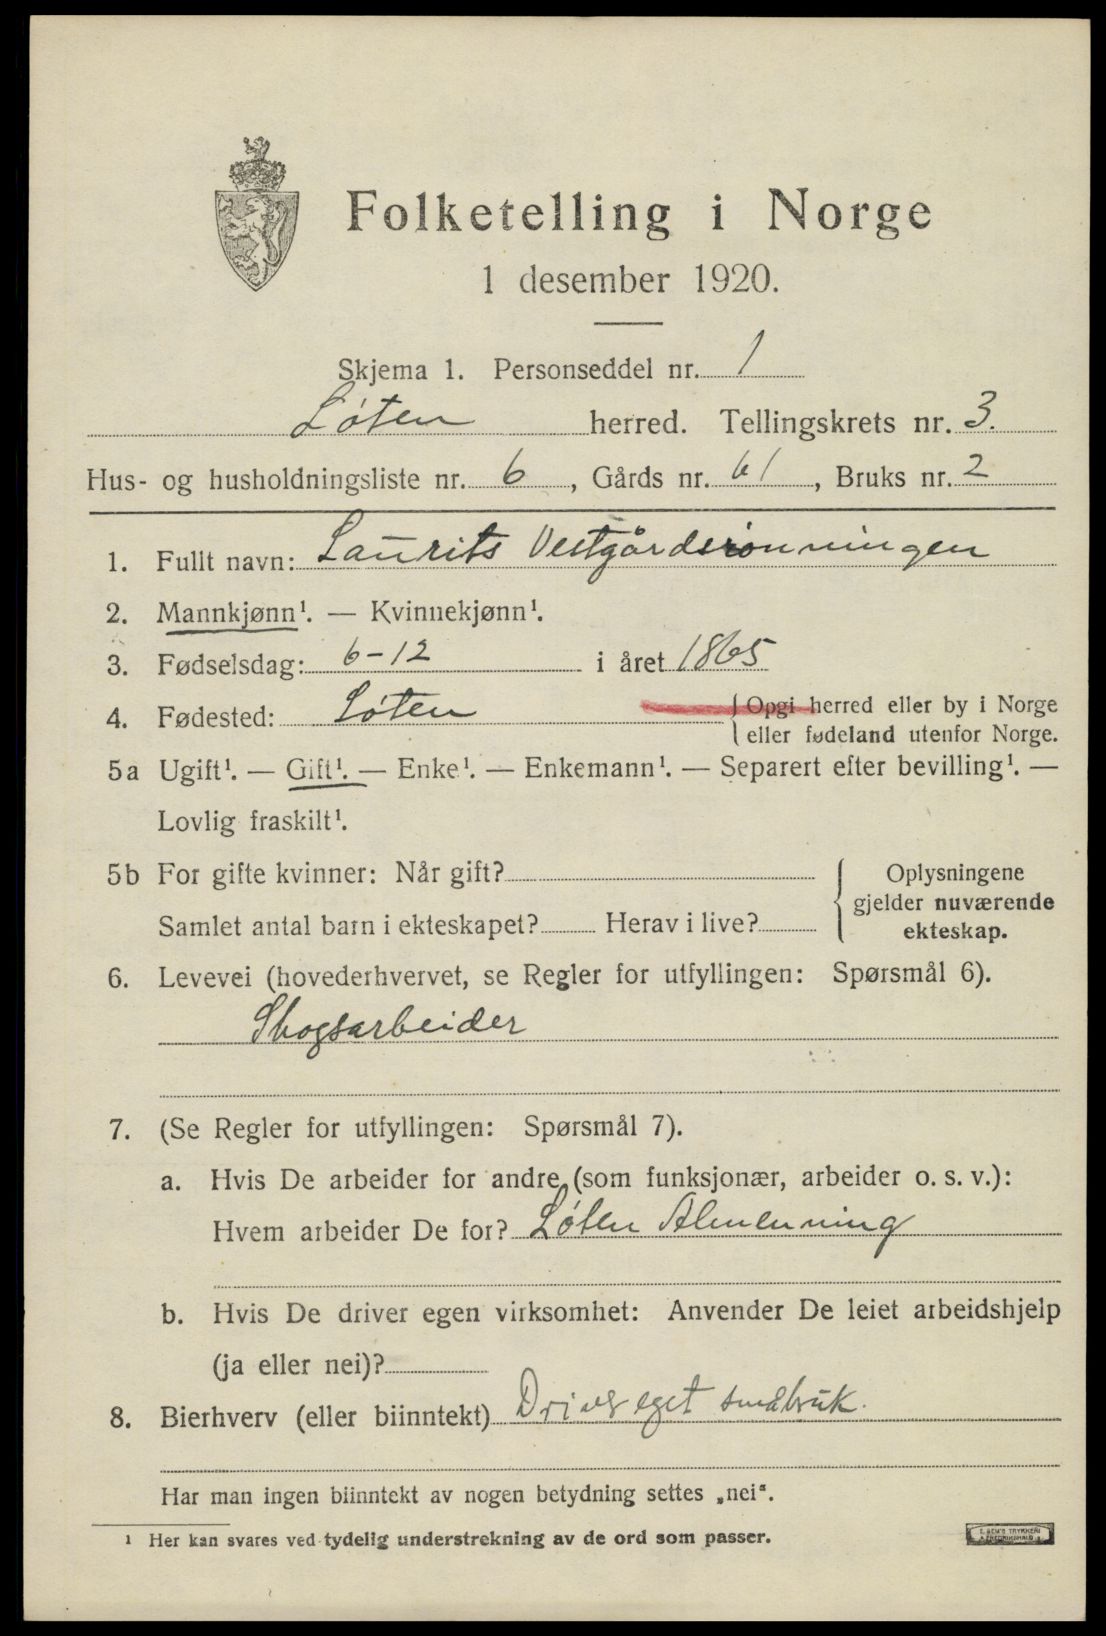 Folketelling i Norge
1 desember 1920.
Skjema 1. Personseddel nr. 1
Løten herred. Tellingskrets nr. 3.
Hus- og husholdningsliste nr. 6, Gårds nr. 61, Bruks nr. 2
1. Fullt navn: Laurits Vestgårdsrønningen
2. Mannkjønn¹. — Kvinnekjønn¹.
3. Fødselsdag: 6-12 i året 1865
4. Fødested: Løten Opgi herred eller by i Norge
eller fødeland utenfor Norge.
5a Ugift¹. — Gift¹. — Enke¹. — Enkemann¹. — Separert efter bevilling¹. —
Lovlig fraskilt¹.
5b For gifte kvinner: Når gift?
Samlet antal barn i ekteskapet? Herav i live?
Oplysningene
gjelder nuværende
ekteskap.
6. Levevei (hovederhvervet, se Regler for utfyllingen: Spørsmål 6).
Skogsarbeider
7. (Se Regler for utfyllingen: Spørsmål 7).
a. Hvis De arbeider for andre (som funksjonær, arbeider o. s. v.):
Hvem arbeider De for? Løten Almenning
b. Hvis De driver egen virksomhet: Anvender De leiet arbeidshjelp
(ja eller nei)?
8. Bierhverv (eller biinntekt) Driver eget småbruk.
Har man ingen biinntekt av nogen betydning settes „nei“.
¹ Her kan svares ved tydelig understrekning av de ord som passer.
E. SEM'S TRYKKERI
FREDRIKSHALD